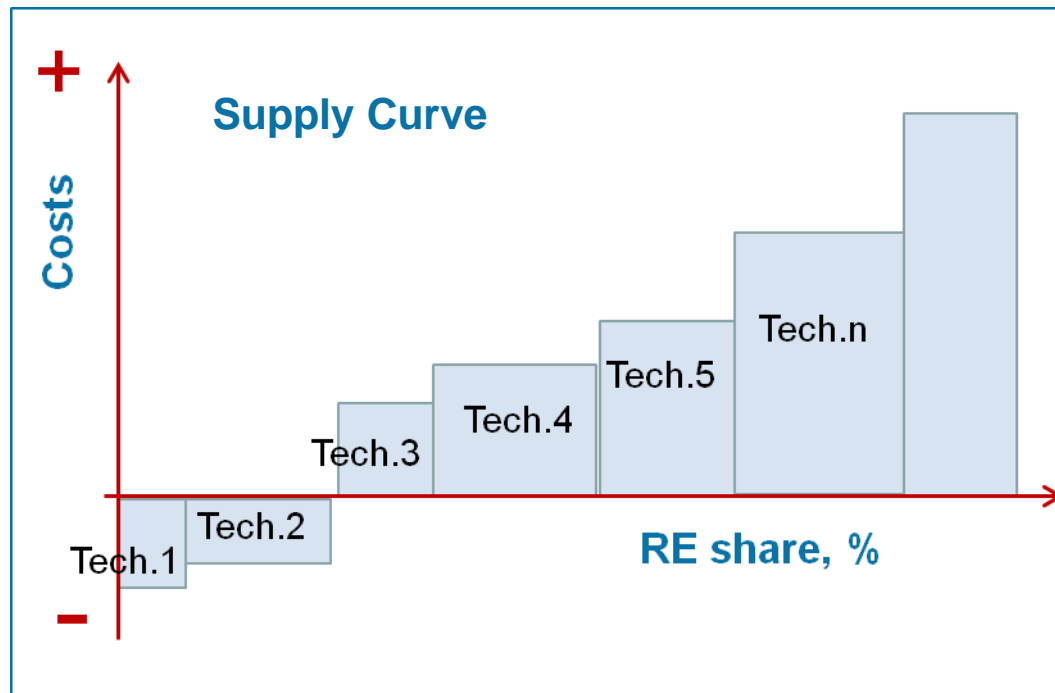 +
Supply Curve
Costs
Tech.n
Tech.5
Tech.4
Tech.3
Tech.2
Tech.1
RE share, %
-